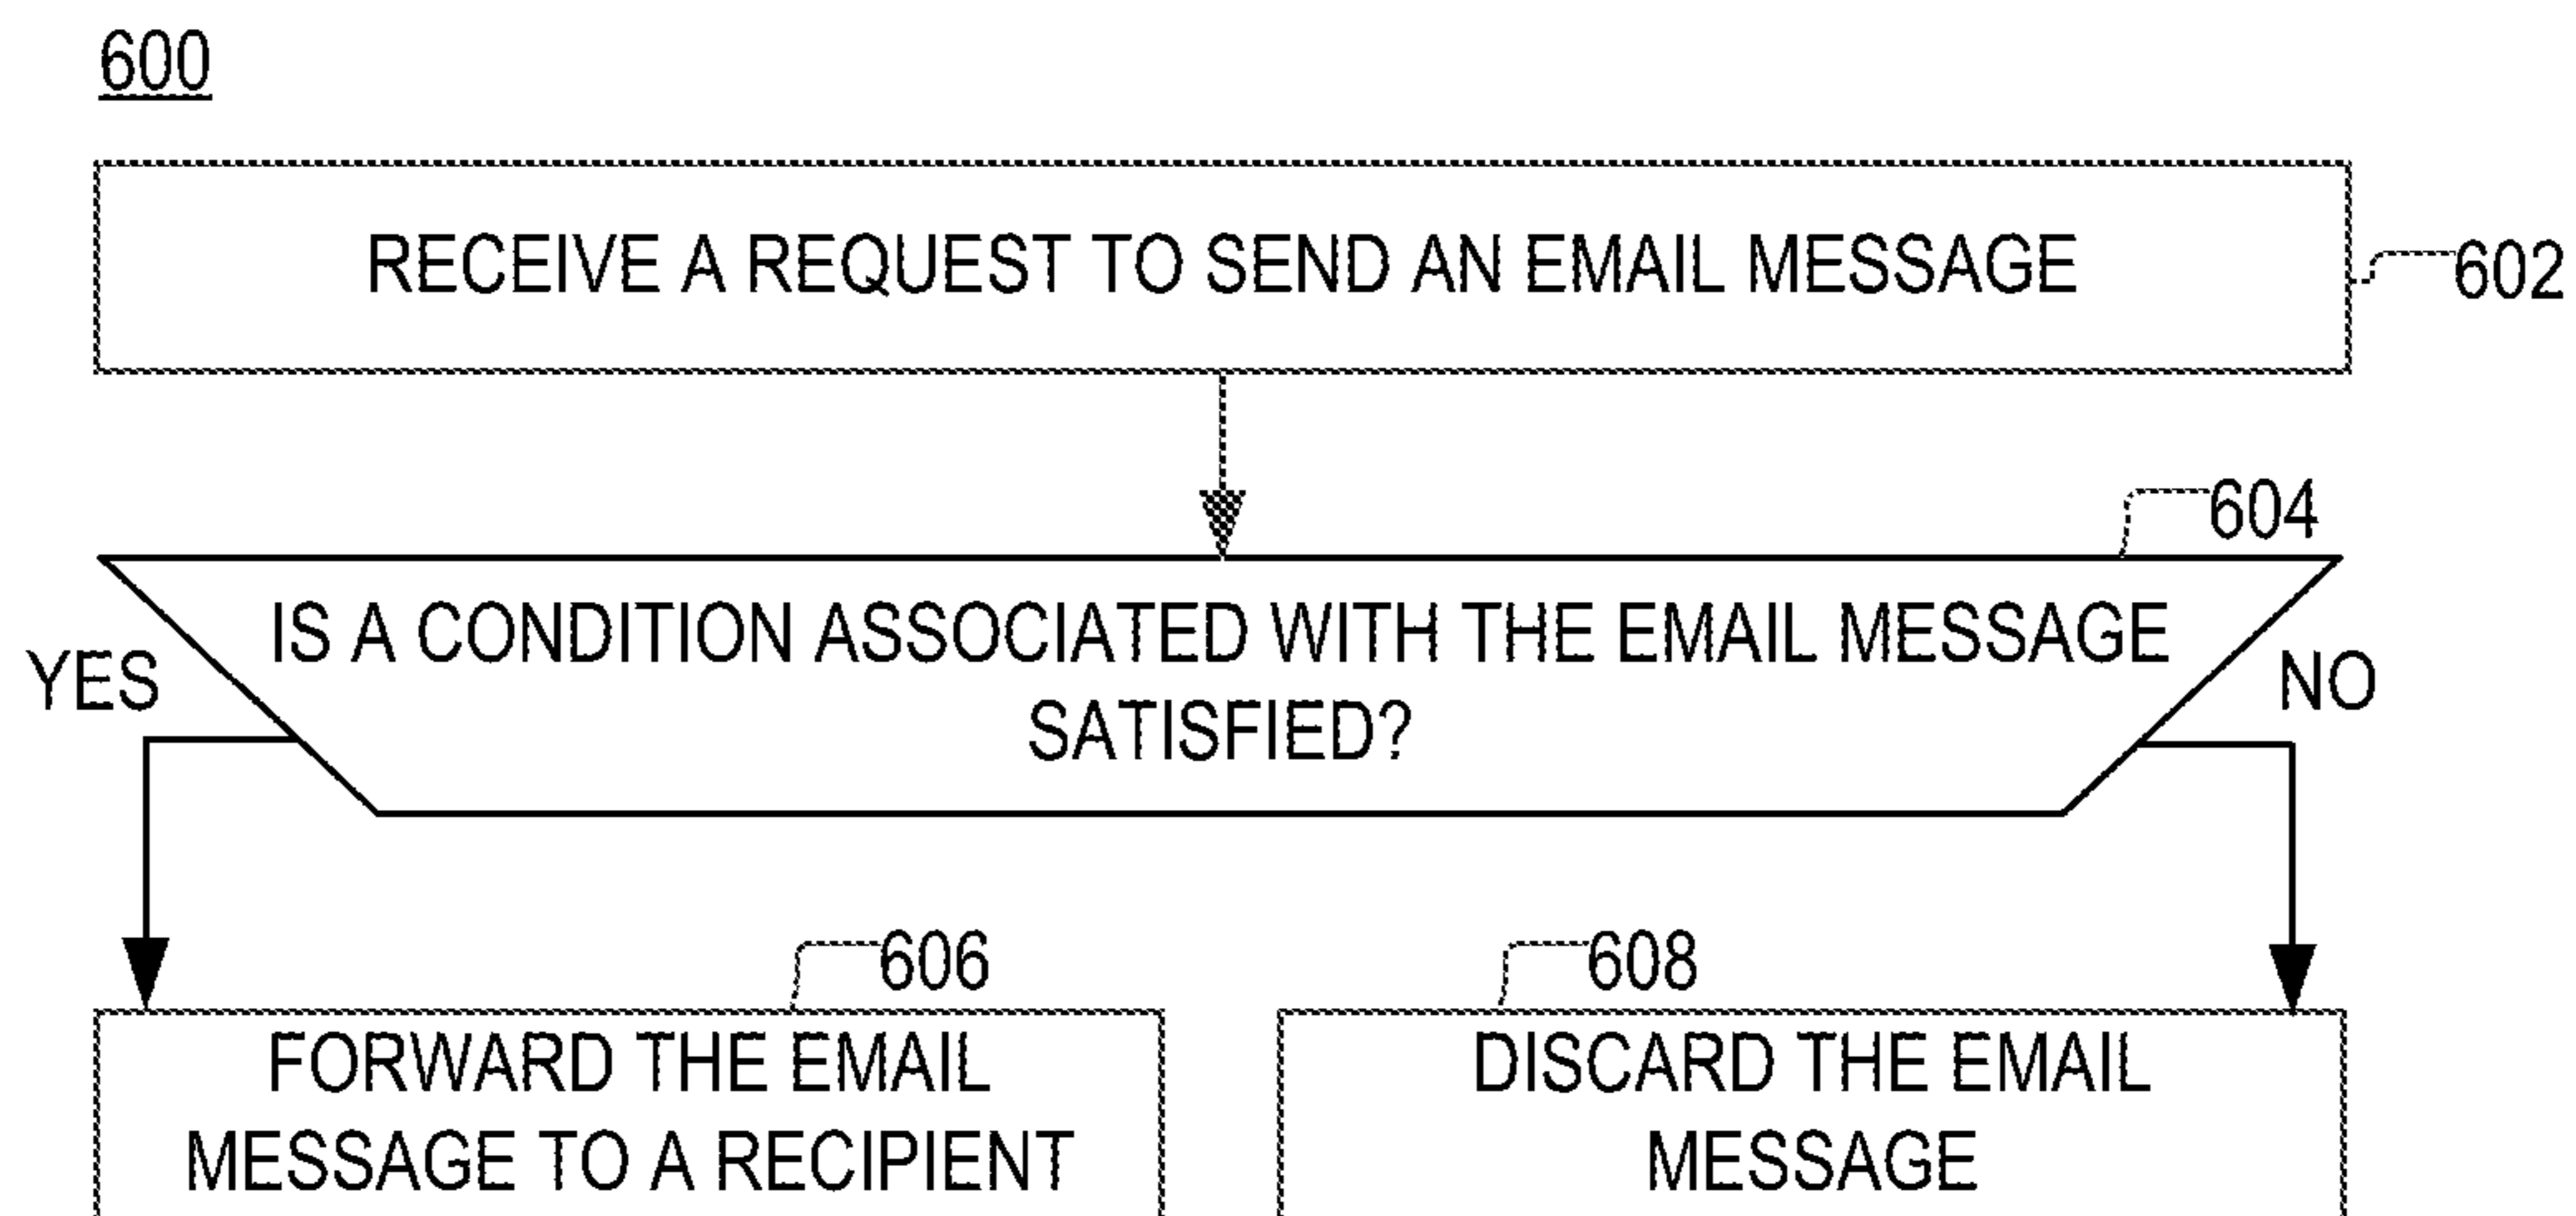 600
RECEIVE A REQUEST TO SEND AN EMAIL MESSAGE
602
604
IS A CONDITION ASSOCIATED WITH THE EMAIL MESSAGE
SATISFIED?
YES
NO
606
FORWARD THE EMAIL
MESSAGE TO A RECIPIENT
608
DISCARD THE EMAIL
MESSAGE